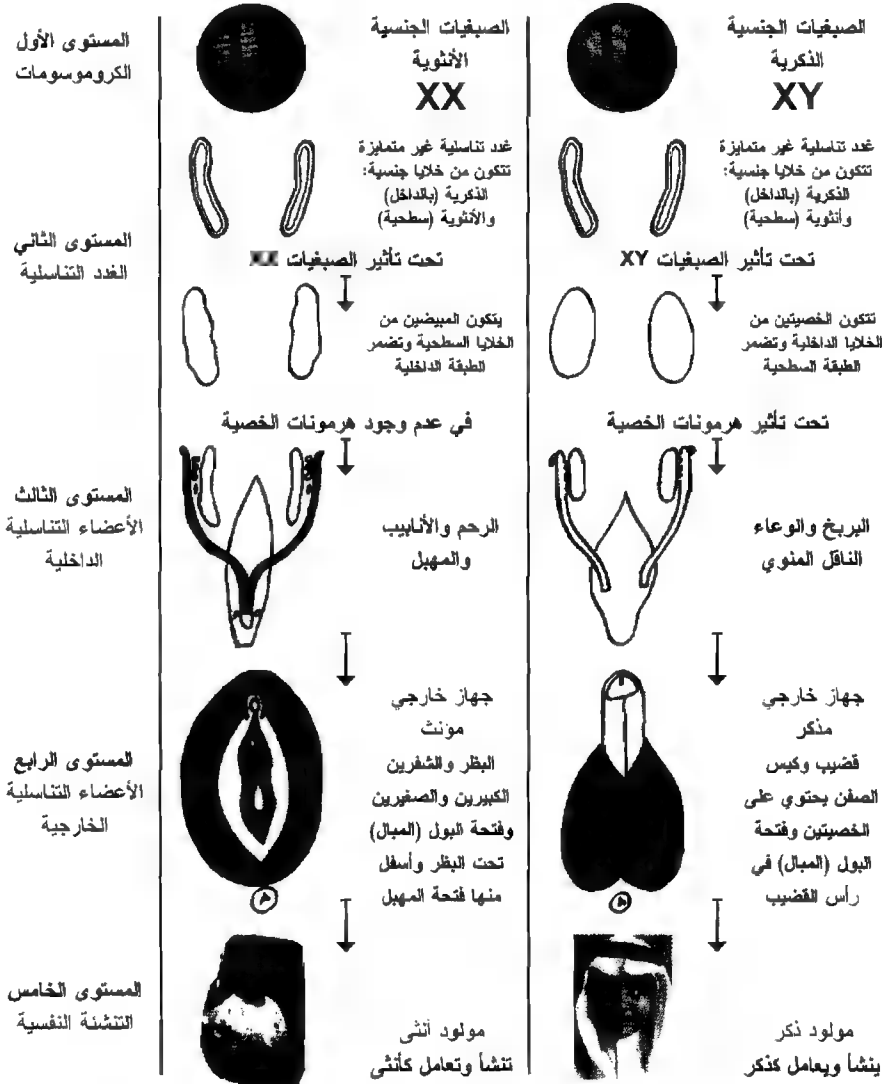 الصبغيات الجنسية
الذكرية
XY
الصبغيات الجنسية
الأنثوية
XX
المستوى الأول
الكروموسومات
غدد تناسلية غير متمايزة
تتكون من خلايا جنسية:
الذكرية (بالداخل)
وأنثوية (سطحية)
غدد تناسلية غير متمايزة
تتكون من خلايا جنسية:
الذكرية (بالداخل)
والأنثوية (سطحية)
المستوى الثاني
الغدد التناسلية
تحت تأثير الصبغيات XY
تحت تأثير الصبغيات
تتكون الخصيتين من
الخلايا الداخلية وتضمر
الطبقة السطحية
يتكون المبيضين من
الخلايا السطحية وتضمر
الطبقة الداخلية
تحت تأثير هرمونات الخصية
في عدم وجود هرمونات الخصية
البربخ والوعاء
الناقل المنوي
الرحم والأنابيب
والمهبل
المستوى الثالث
الأعضاء التناسلية
الداخلية
جهاز خارجي
مذكر
قضيب وكيس
الصفن يحتوي على
الخصيتين وفتحة
البول (المبال) في
رأس القضيب
جهاز خارجي
مؤنث
البظر والشفرين
الكبيرين والصغيرين
وفتحة البول (المبال)
تحت البظر وأسفل
منها فتحة المهبل
المستوى الرابع
الأعضاء التناسلية
الخارجية
مولود ذكر
ينشأ ويعامل كذكر
مولود أنثى
تنشأ وتعامل كأنثى
المستوى الخامس
التنشئة النفسية